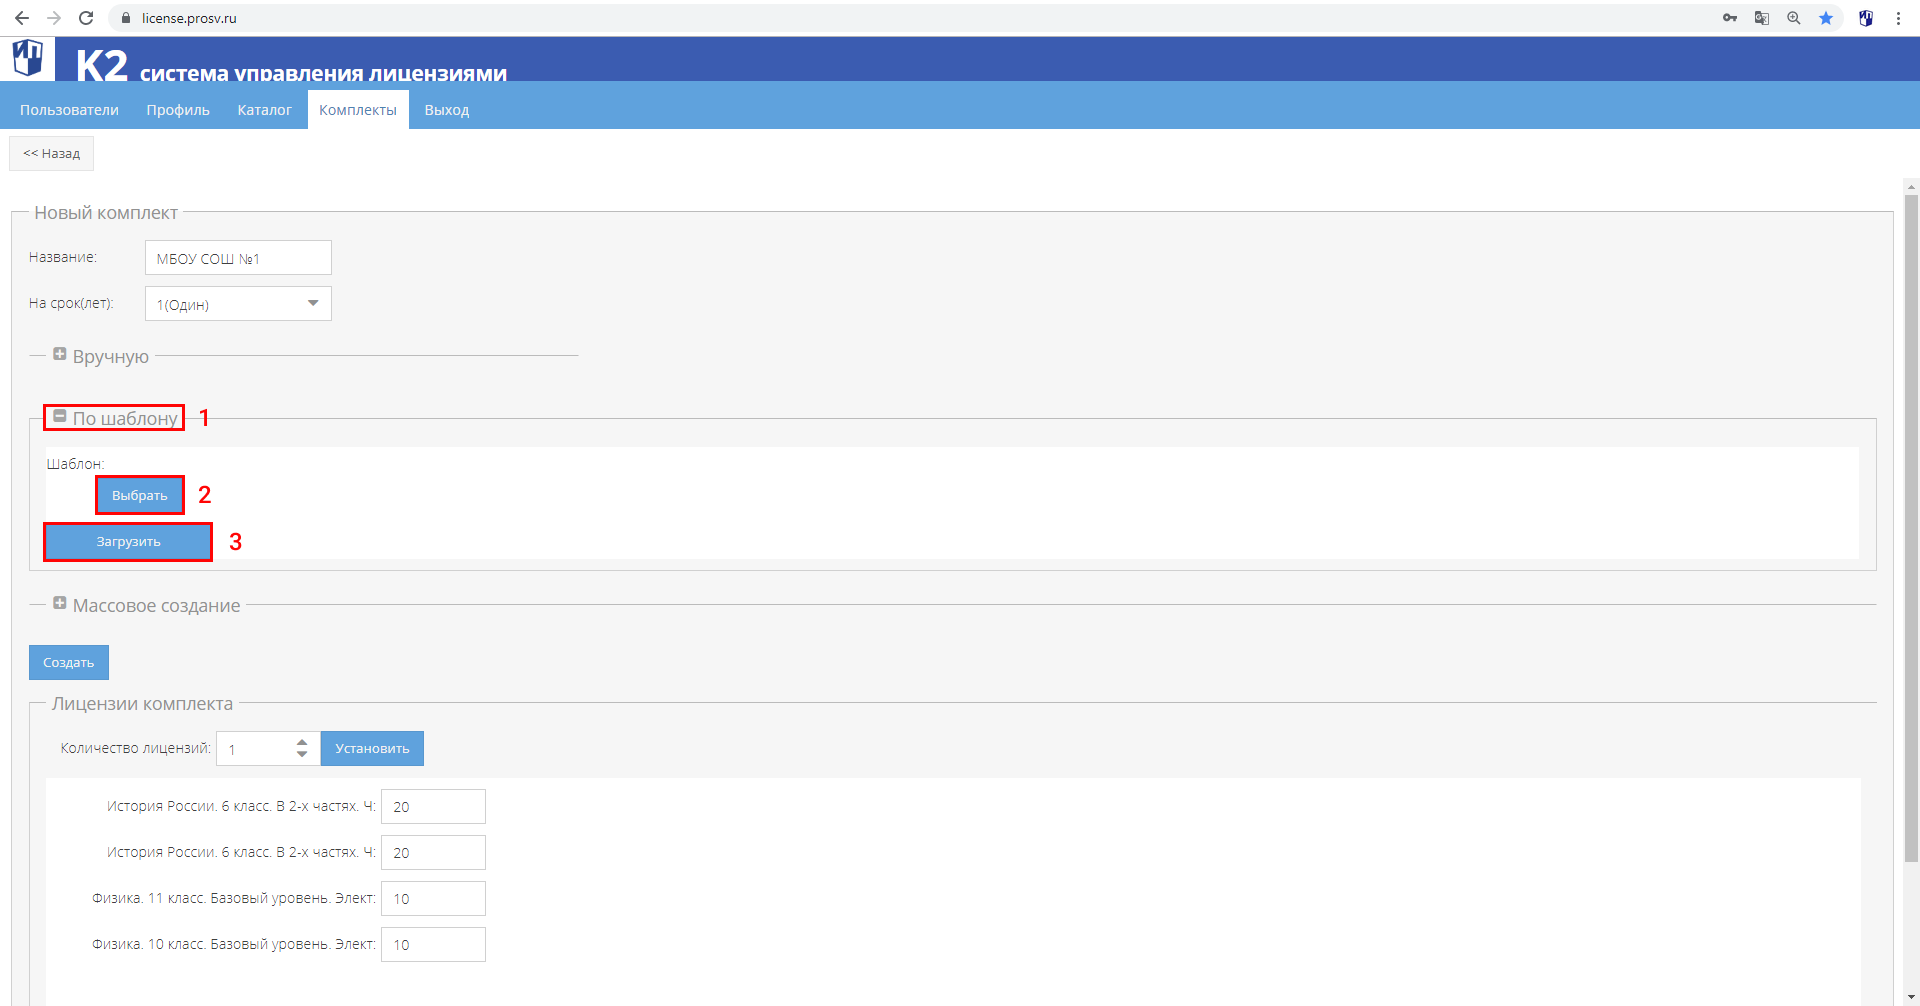 license.prosv.ru
ИП
К2 система управления лицензиями
Пользователи Профиль Каталог Комплекты Выход
<< Назад
Новый комплект
Название: МБОУ СОШ №1
На срок(лет): 1(Один)
Вручную
По шаблону 1
Шаблон:
Выбрать 2
Загрузить 3
Массовое создание
Создать
Лицензии комплекта
Количество лицензий: 1 Установить
История России. 6 класс. В 2-х частях. Ч: 20
История России. 6 класс. В 2-х частях. Ч: 20
Физика. 11 класс. Базовый уровень. Элект: 10
Физика. 10 класс. Базовый уровень. Элект: 10